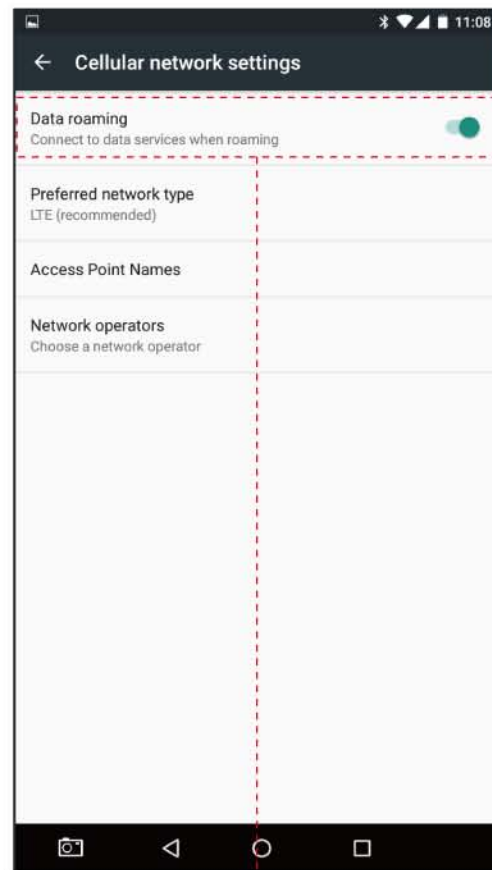 11:08
Cellular network settings
Data roaming
Connect to data services when roaming
Preferred network type
LTE (recommended)
Access Point Names
Network operators
Choose a network operator